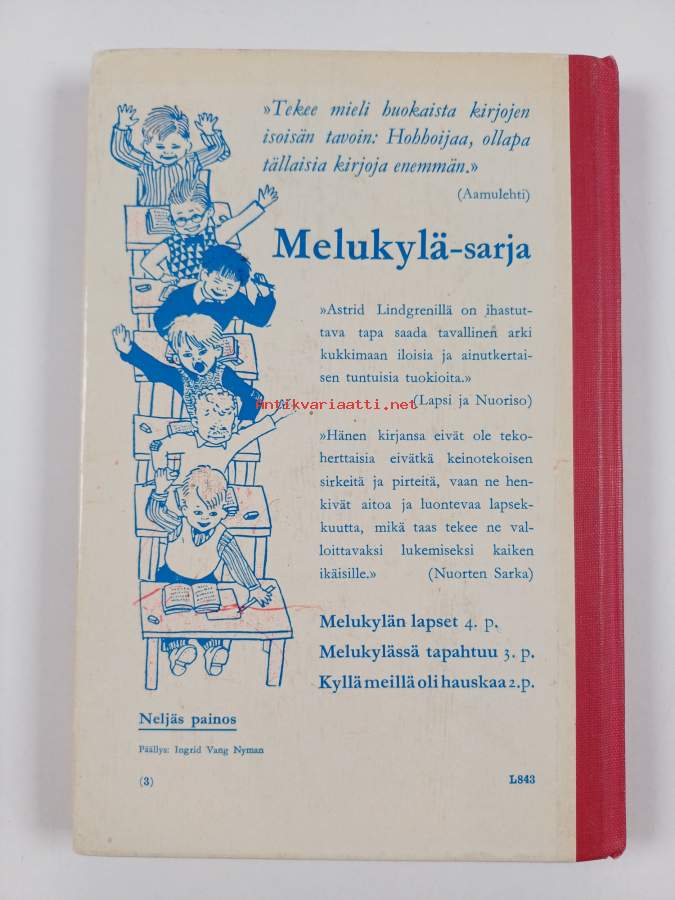 »Tekee mieli huokaista kirjojen
isoisän tavoin: Hohhoijaa, ollapa
tällaisia kirjoja enemmän.»
(Aamulehti)
Melukylä-sarja
»Astrid Lindgrenillä on ihastut-
tava tapa saada tavallinen arki
kukkimaan iloisia ja ainutkertai-
sen tuntuisia tuokioita.»
(Lapsi ja Nuoriso)
Antikvariaatti.net
»Hänen kirjansa eivät ole teko-
herttaisia eivätkä keinotekoisen
sirkeitä ja pirteitä, vaan ne hen-
kivät aitoa ja luontevaa lapsek-
kuutta, mikä taas tekee ne val-
loittavaksi lukemiseksi kaiken
ikäisille.» (Nuorten Sarka)
Melukylän lapset 4. p.
Melukylässä tapahtuu 3. p.
Kyllä meillä oli hauskaa 2. p.
Neljäs painos
Päällys: Ingrid Vang Nyman
(3) L843